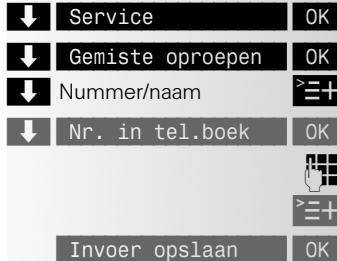 Service OK
Gemiste oproepen OK
Nummer/naam
Nr. in tel.boek OK
Invoer opslaan OK